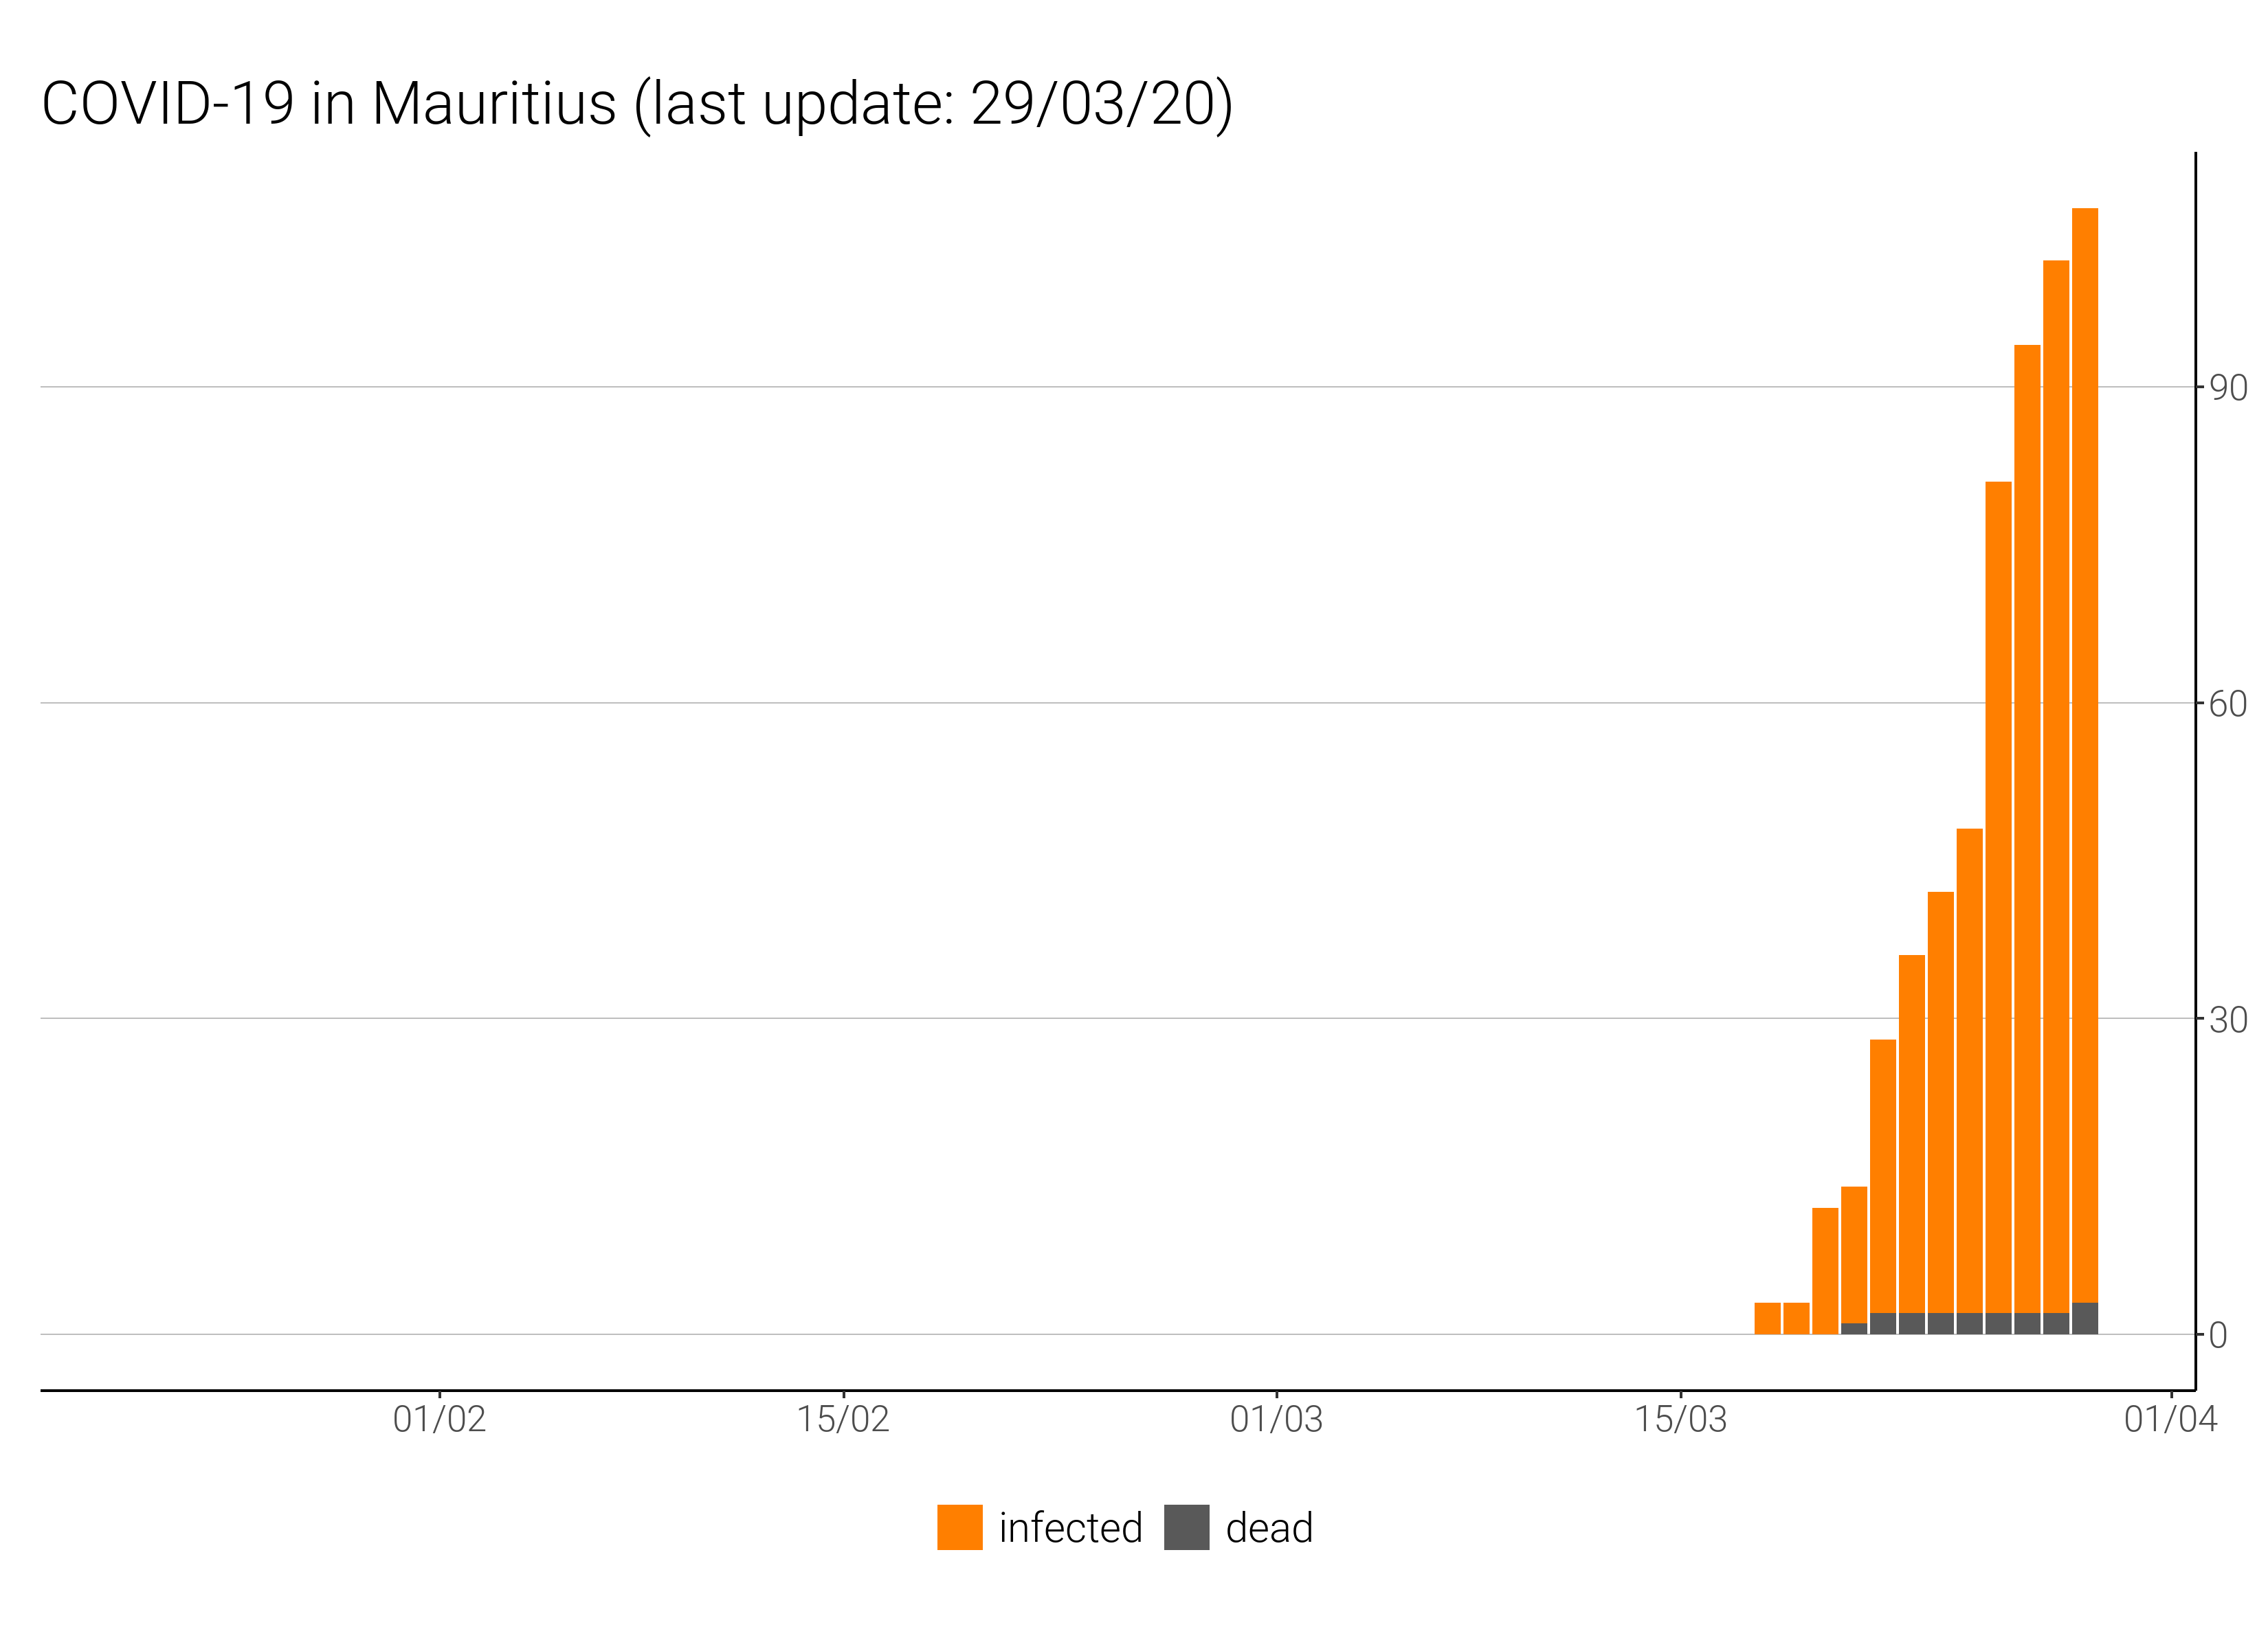 COVID-19 in Mauritius (last update: 29/03/20)
90
60
30
0
01/02 15/02 01/03 15/03 01/04
infected dead